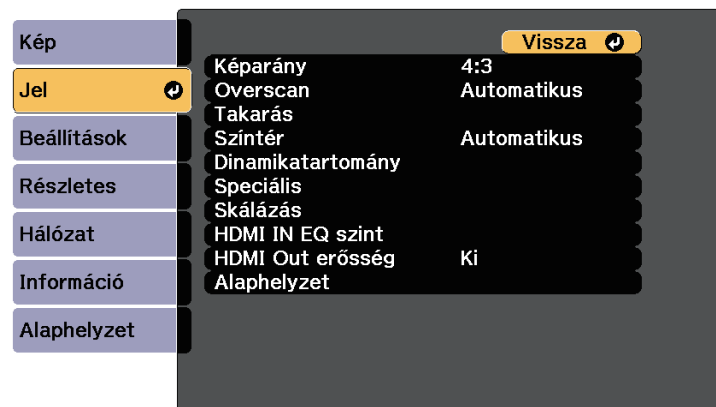 Kép
Jel
Beállítások
Részletes
Hálózat
Információ
Alaphelyzet
Vissza
Képarány 4:3
Overscan Automatikus
Takarás
Színtér Automatikus
Dinamikatartomány
Speciális
Skálázás
HDMI IN EQ szint
HDMI Out erősség Ki
Alaphelyzet